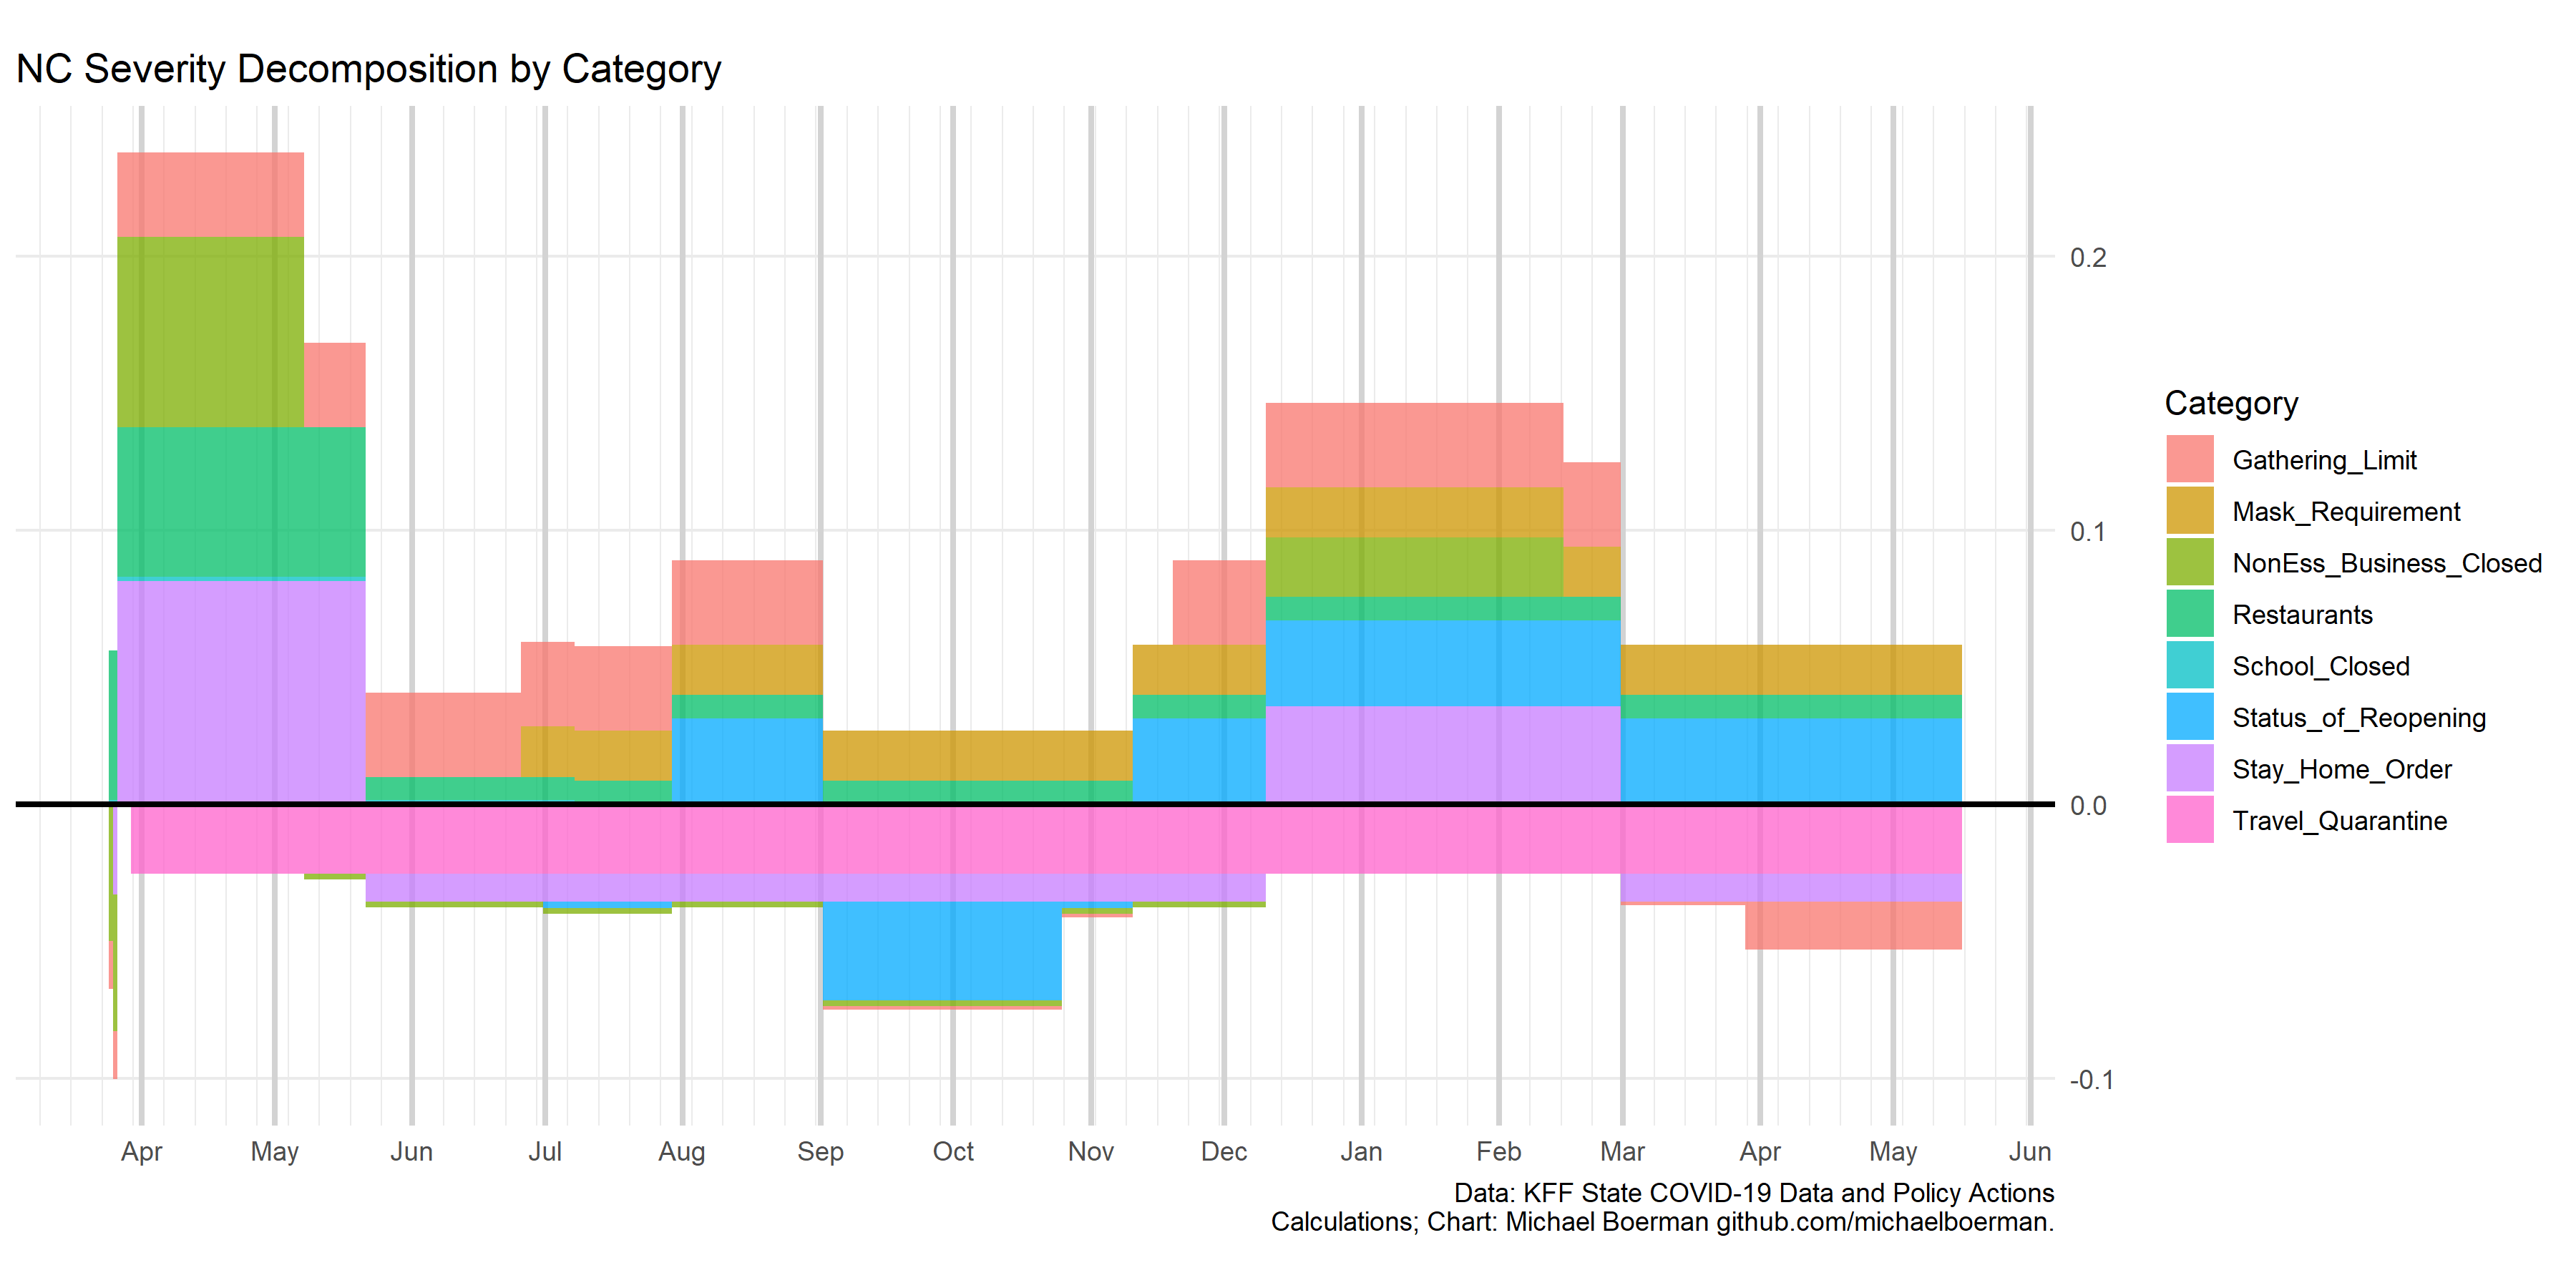 NC Severity Decomposition by Category
0.2
0.1
0.0
-0.1
Apr May Jun Jul Aug Sep Oct Nov Dec Jan Feb Mar Apr May Jun
Data: KFF State COVID-19 Data and Policy Actions
Calculations; Chart: Michael Boerman github.com/michaelboerman.
Category
Gathering_Limit
Mask_Requirement
NonEss_Business_Closed
Restaurants
School_Closed
Status_of_Reopening
Stay_Home_Order
Travel_Quarantine